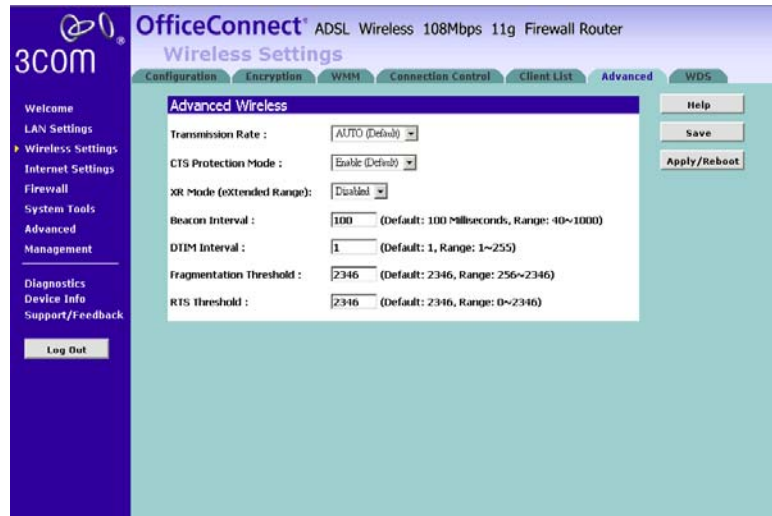 3COM®
OfficeConnect® ADSL Wireless 108Mbps 11g Firewall Router
Wireless Settings
Configuration Encryption WMM Connection Control Client List Advanced WDS
Welcome
LAN Settings
Wireless Settings
Internet Settings
Firewall
System Tools
Advanced
Management
Diagnostics
Device Info
Support/Feedback
Log Out
Advanced Wireless
Transmission Rate : AUTO (Default)
CTS Protection Mode : Enable (Default)
XR Mode (eXtended Range): Disabled
Beacon Interval : 100 (Default: 100 Milliseconds, Range: 40~1000)
DTIM Interval : 1 (Default: 1, Range: 1~255)
Fragmentation Threshold : 2346 (Default: 2346, Range: 256~2346)
RTS Threshold : 2346 (Default: 2346, Range: 0~2346)
Help
Save
Apply/Reboot